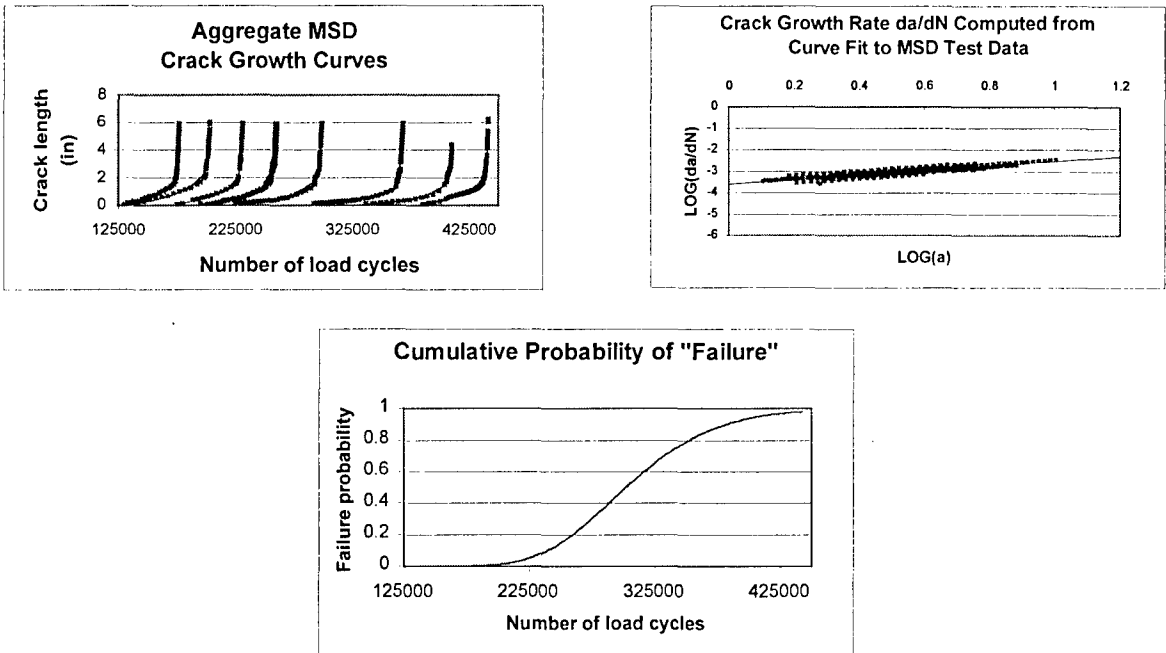 Aggregate MSD
Crack Growth Curves
Crack length
(in)
8
6
4
2
0
125000 225000 325000 425000
Number of load cycles
Crack Growth Rate da/dN Computed from
Curve Fit to MSD Test Data
0 0.2 0.4 0.6 0.8 1 1.2
LOG(da/dN)
0
-1
-2
-3
-4
-5
-6
LOG(a)
Cumulative Probability of "Failure"
Failure probability
1
0.8
0.6
0.4
0.2
0
125000 225000 325000 425000
Number of load cycles